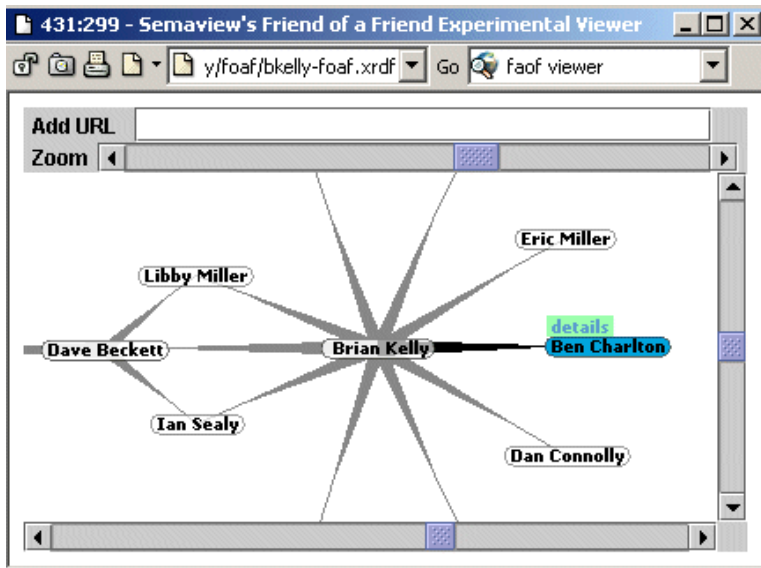 431:299 - Semaview's Friend of a Friend Experimental Viewer
y/foaf/bkelly-foaf.xrdf Go faof viewer
Add URL
Zoom
Eric Miller
Libby Miller
details
Dave Beckett Brian Kelly Ben Charlton
Ian Sealy
Dan Connolly